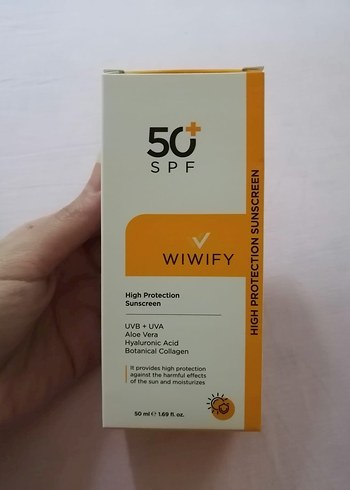 50+
SPF
WIWIFY
High Protection
Sunscreen
UVB + UVA
Aloe Vera
Hyaluronic Acid
Botanical Collagen
It provides high protection
against the harmful effects
of the sun and moisturizes
50 ml ℮ 1.69 fl. oz.
HIGH PROTECTION SUNSCREEN